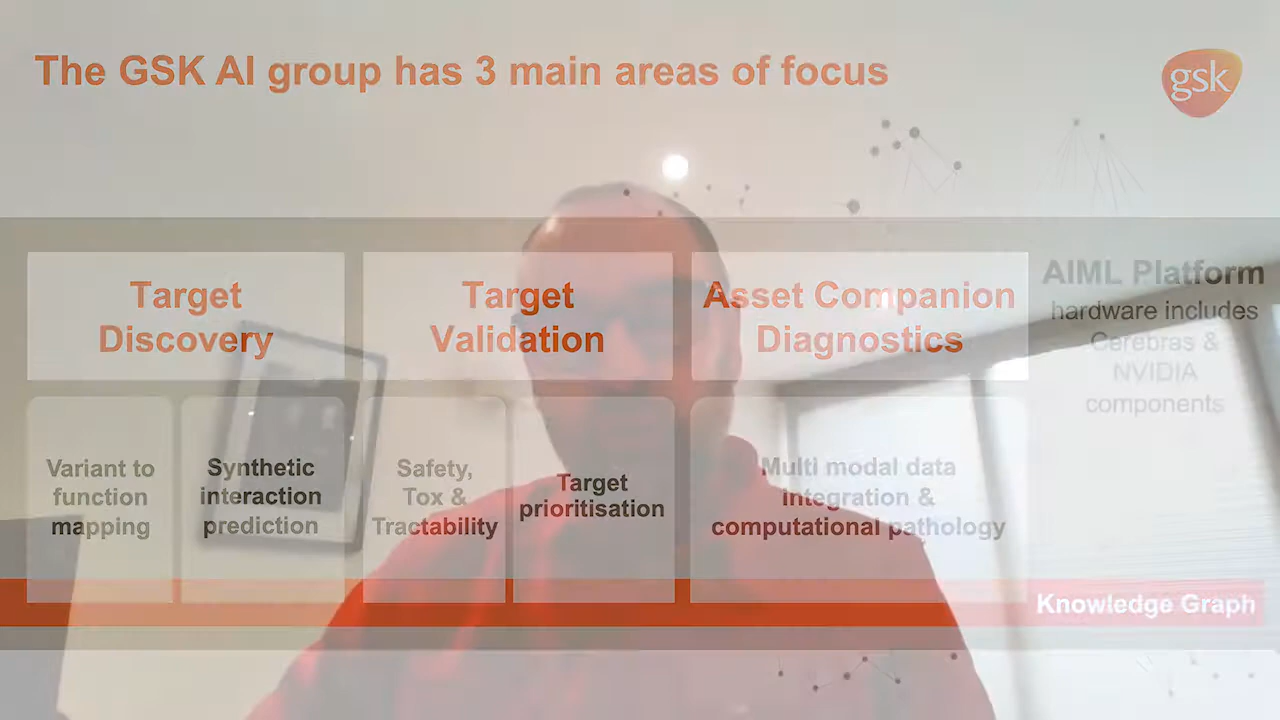 The GSK AI group has 3 main areas of focus
gsk
Target
Discovery
Target
Validation
Asset Companion
Diagnostics
AIML Platform
hardware includes
Cerebras &
NVIDIA
components
Variant to
function
mapping
Synthetic
interaction
prediction
Safety,
Tox &
Tractability
Target
prioritisation
Multi modal data
integration &
computational pathology
Knowledge Graph